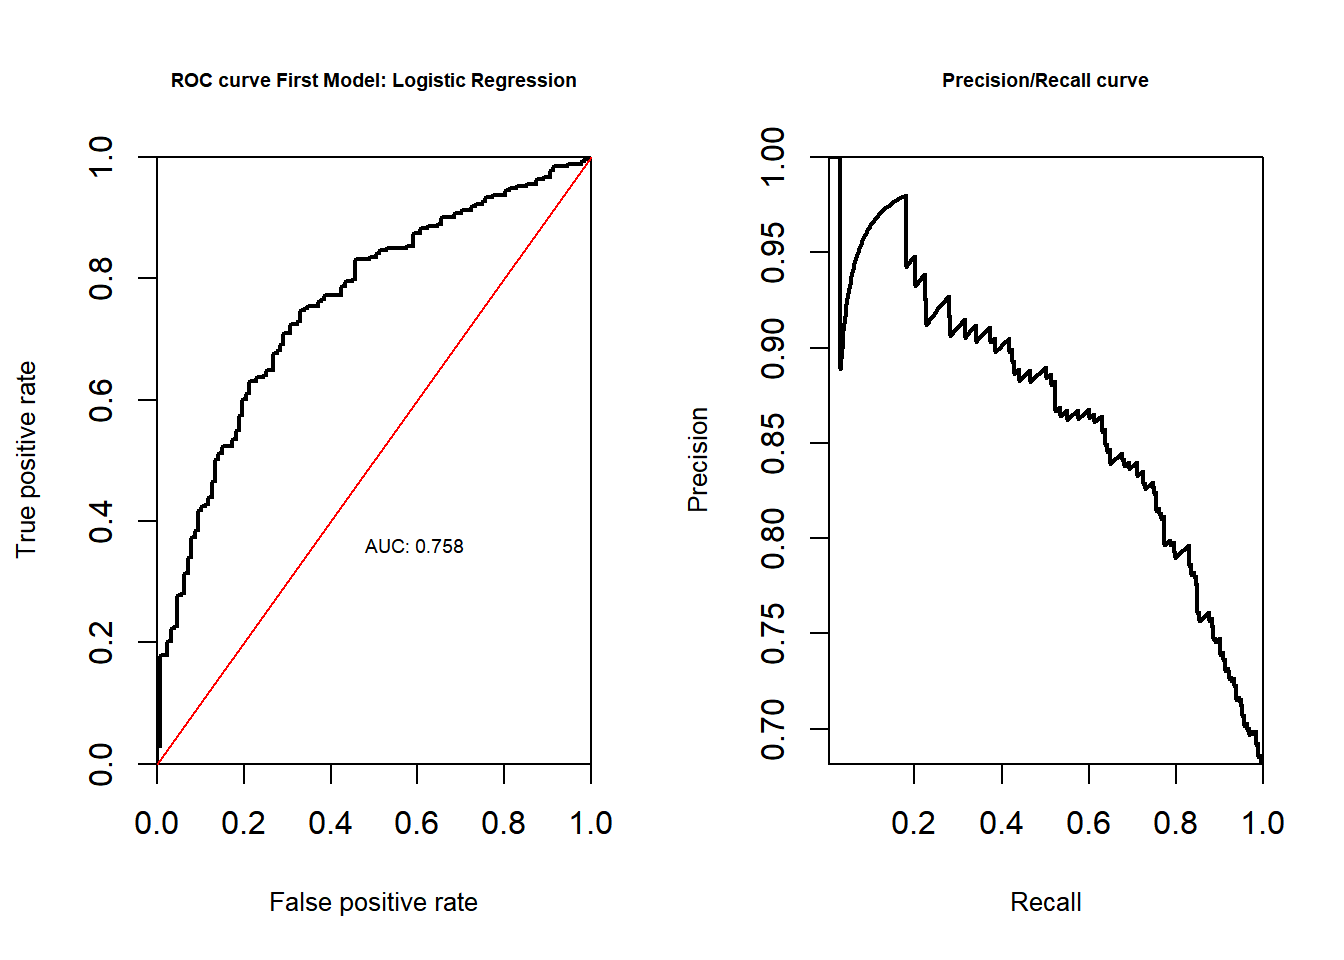 ROC curve First Model: Logistic Regression
True positive rate
1.0
0.8
0.6
0.4
0.2
0.0
AUC: 0.758
0.0 0.2 0.4 0.6 0.8 1.0
False positive rate
Precision/Recall curve
Precision
1.00
0.95
0.90
0.85
0.80
0.75
0.70
0.2 0.4 0.6 0.8 1.0
Recall